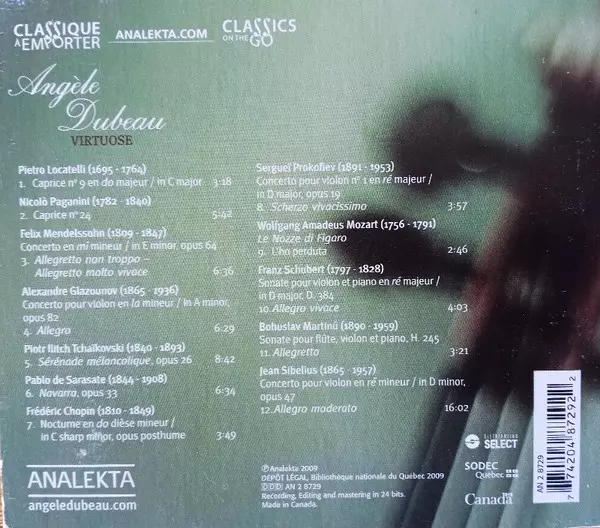 CLASSIQUE
À EMPORTER
ANALEKTA.COM
CLASSICS
ON THE GO
Angèle
Dubeau
VIRTUOSE
Pietro Locatelli (1695 - 1764)
1. Caprice nº 9 en do majeur / in C major 3:18
Nicolò Paganini (1782 - 1840)
2. Caprice nº 24 5:42
Felix Mendelssohn (1809 - 1847)
Concerto en mi mineur / in E minor, opus 64
3. Allegretto non troppo –
Allegretto molto vivace 6:36
Alexandre Glazounov (1865 - 1936)
Concerto pour violon en la mineur / in A minor,
opus 82
4. Allegro 6:29
Piotr Ilitch Tchaïkovski (1840 - 1893)
5. Sérénade mélancolique, opus 26 8:42
Pablo de Sarasate (1844 - 1908)
6. Navarra, opus 33 6:34
Frédéric Chopin (1810 - 1849)
7. Nocturne en do dièse mineur /
in C sharp minor, opus posthume 3:49
Sergueï Prokofiev (1891 - 1953)
Concerto pour violon nº 1 en ré majeur /
in D major, opus 19
8. Scherzo vivacissimo 3:57
Wolfgang Amadeus Mozart (1756 - 1791)
Le Nozze di Figaro
9. L'ho perduta 2:46
Franz Schubert (1797 - 1828)
Sonate pour violon et piano en ré majeur /
in D major, D. 384
10. Allegro vivace 4:03
Bohuslav Martinů (1890 - 1959)
Sonate pour flûte, violon et piano, H. 245
11. Allegretto 3:21
Jean Sibelius (1865 - 1957)
Concerto pour violon en ré mineur / in D minor,
opus 47
12. Allegro moderato 16:02
ANALEKTA
angeledubeau.com
℗ Analekta 2009
DÉPÔT LÉGAL, Bibliothèque nationale du Québec 2009
DDD AN 2 8729
Recording, Editing and mastering in 24 bits.
Made in Canada.
DISTRIBUTION
SELECT
SODEC
Québec
Canada
AN 2 8729
7 74204 87292 2